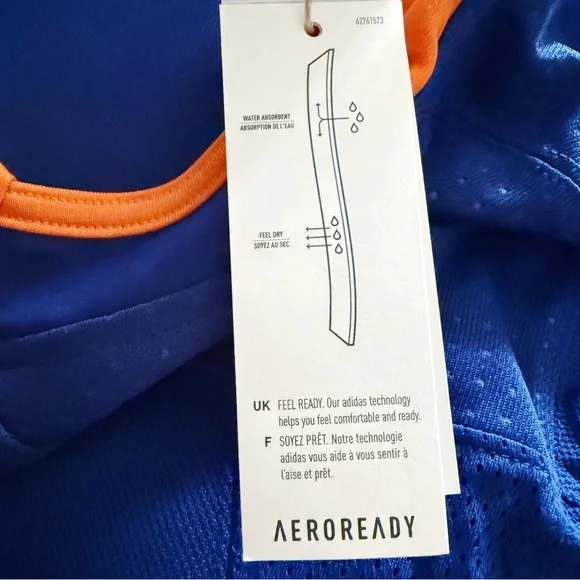 62761573
WATER ABSORBENT
ABSORPTION DE L'EAU
FEEL DRY
SOYEZ AU SEC
UK FEEL READY. Our adidas technology
helps you feel comfortable and ready.
F SOYEZ PRÊT. Notre technologie
adidas vous aide à vous sentir à
l'aise et prêt.
AEROREADY